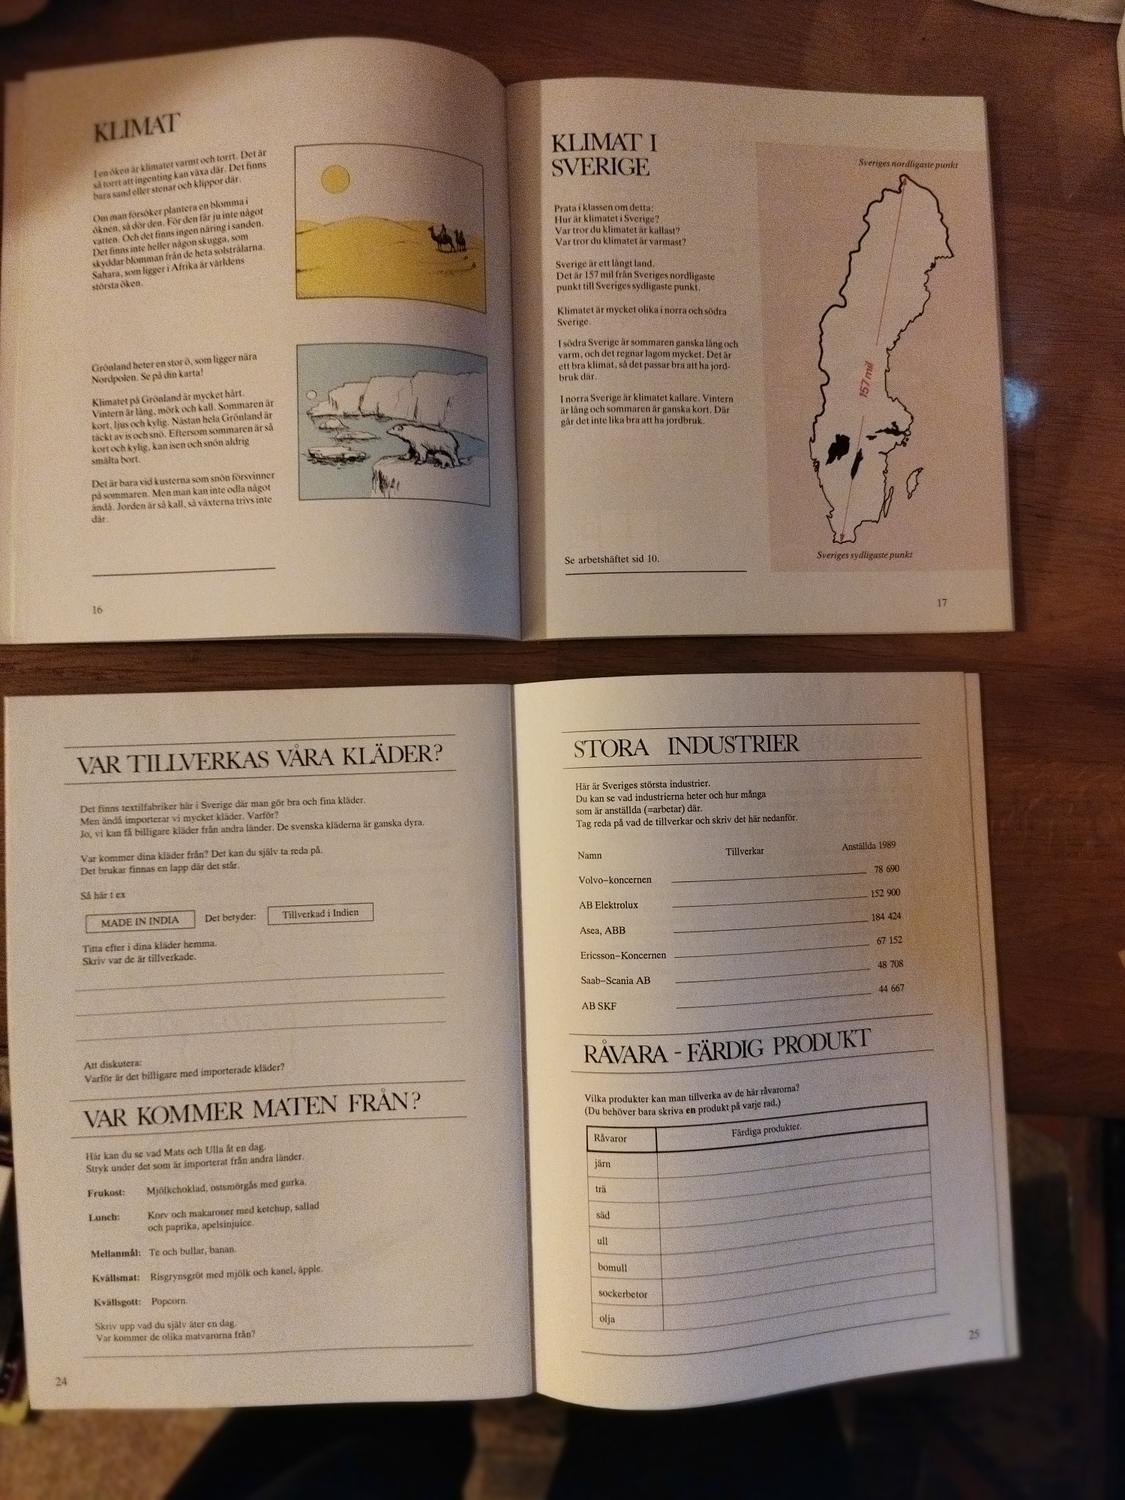 KLIMAT
I en öken är klimatet varmt och torrt. Det är
så torrt att ingenting kan växa där. Det finns
bara sand eller stenar och klippor där.
Om man försöker plantera en blomma i
öknen, så dör den. För den får ju inte något
vatten. Och det finns ingen näring i sanden.
Det finns inte heller någon skugga, som
skyddar blomman från de heta solstrålarna.
Sahara, som ligger i Afrika är världens
största öken.
Grönland heter en stor ö, som ligger nära
Nordpolen. Se på din karta!
Klimatet på Grönland är mycket hårt.
Vintern är lång, mörk och kall. Sommaren är
kort, ljus och kylig. Nästan hela Grönland är
täckt av is och snö. Eftersom sommaren är så
kort och kylig, kan isen och snön aldrig
smälta bort.
Det är bara vid kusterna som snön försvinner
på sommaren. Men man kan inte odla något
ändå. Jorden är så kall, så växterna trivs inte
där.
16
KLIMAT I
SVERIGE
Prata i klassen om detta:
Hur är klimatet i Sverige?
Var tror du klimatet är kallast?
Var tror du klimatet är varmast?
Sverige är ett långt land.
Det är 157 mil från Sveriges nordligaste
punkt till Sveriges sydligaste punkt.
Klimatet är mycket olika i norra och södra
Sverige.
I södra Sverige är sommaren ganska lång och
varm, och det regnar lagom mycket. Det är
ett bra klimat, så det passar bra att ha jord-
bruk där.
I norra Sverige är klimatet kallare. Vintern
är lång och sommaren är ganska kort. Där
går det inte lika bra att ha jordbruk.
Se arbetshäftet sid 10.
Sveriges nordligaste punkt
157 mil
Sveriges sydligaste punkt
17
VAR TILLVERKAS VÅRA KLÄDER?
Det finns textilfabriker här i Sverige där man gör bra och fina kläder.
Men ändå importerar vi mycket kläder. Varför?
Jo, vi kan få billigare kläder från andra länder. De svenska kläderna är ganska dyra.
Var kommer dina kläder från? Det kan du själv ta reda på.
Det brukar finnas en lapp där det står.
Så här t ex
MADE IN INDIA Det betyder: Tillverkad i Indien
Titta efter i dina kläder hemma.
Skriv var de är tillverkade.
Att diskutera:
Varför är det billigare med importerade kläder?
VAR KOMMER MATEN FRÅN?
Här kan du se vad Mats och Ulla åt en dag.
Stryk under det som är importerat från andra länder.
Frukost: Mjölkchoklad, ostsmörgås med gurka.
Lunch: Korv och makaroner med ketchup, sallad
och paprika, apelsinjuice.
Mellanmål: Te och bullar, banan.
Kvällsmat: Risgrynsgröt med mjölk och kanel, äpple.
Kvällsgott: Popcorn.
Skriv upp vad du själv äter en dag.
Var kommer de olika matvarorna från?
24
STORA INDUSTRIER
Här är Sveriges största industrier.
Du kan se vad industrierna heter och hur många
som är anställda (=arbetar) där.
Tag reda på vad de tillverkar och skriv det här nedanför.
Namn Tillverkar Anställda 1989
Volvo-koncernen 78 690
AB Elektrolux 152 900
Asea, ABB 184 424
Ericsson-Koncernen 67 152
Saab-Scania AB 48 708
AB SKF 44 667
RÅVARA - FÄRDIG PRODUKT
Vilka produkter kan man tillverka av de här råvarorna?
(Du behöver bara skriva en produkt på varje rad.)
Råvaror Färdiga produkter.
järn
trä
säd
ull
bomull
sockerbetor
olja
25